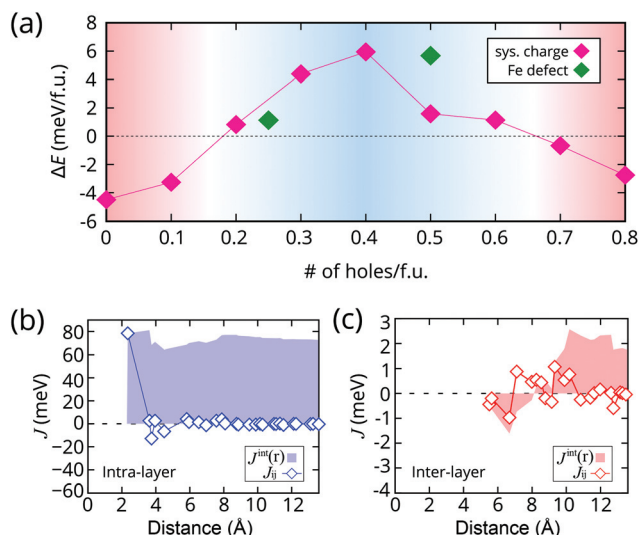 (a)
ΔE (meV/f.u.)
8
6
4
2
0
-2
-4
-6
sys. charge
Fe defect
0 0.1 0.2 0.3 0.4 0.5 0.6 0.7 0.8
# of holes/f.u.
(b)
J (meV)
80
60
40
20
0
-20
-40
-60
Intra-layer
J^int(r)
J_ij
0 2 4 6 8 10 12
Distance (Å)
(c)
J (meV)
3
2
1
0
-1
-2
-3
-4
Inter-layer
J^int(r)
J_ij
0 2 4 6 8 10 12
Distance (Å)